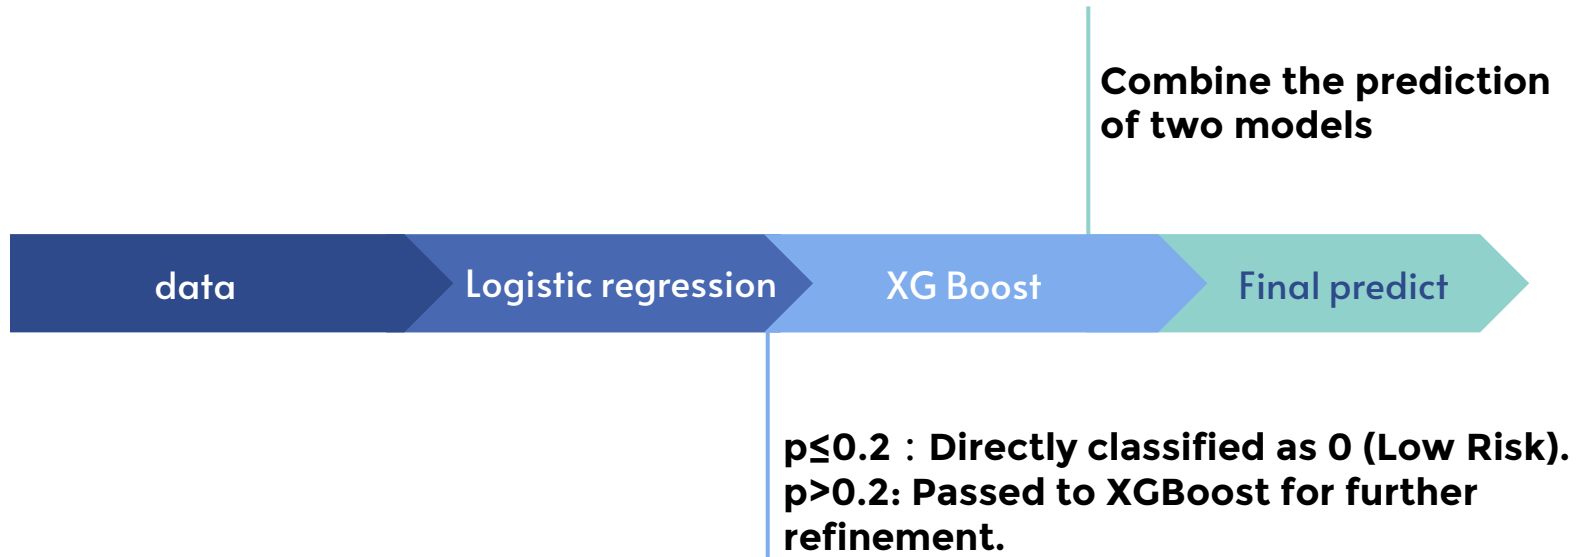 Combine the prediction
of two models
data
Logistic regression
XG Boost
Final predict
p≤0.2：Directly classified as 0 (Low Risk).
p>0.2: Passed to XGBoost for further
refinement.